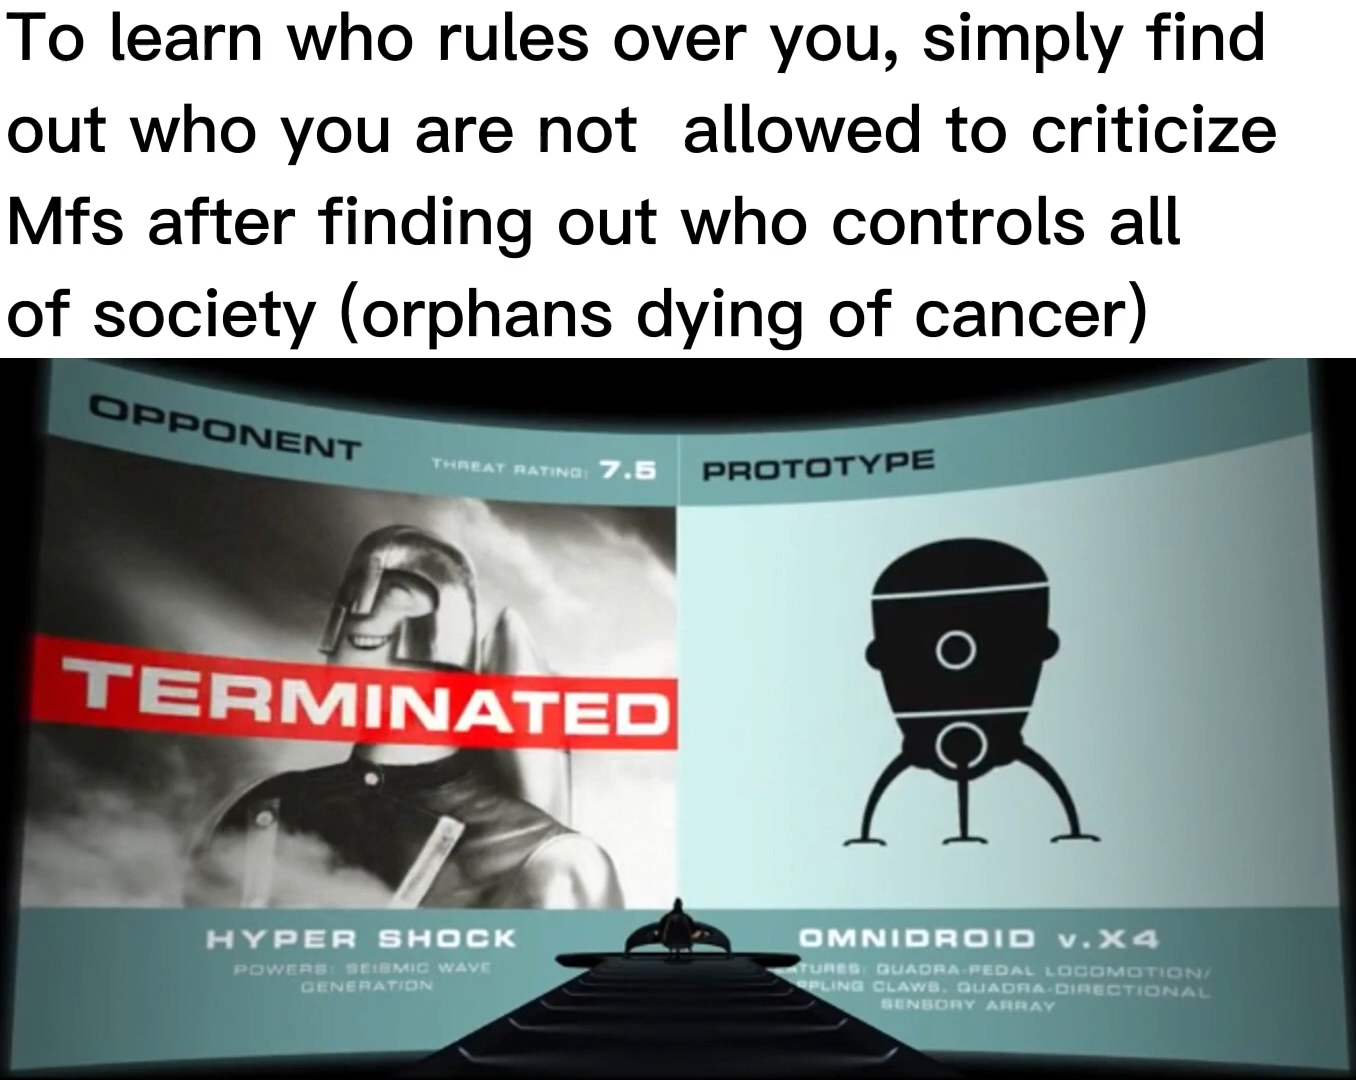 To learn who rules over you, simply find
out who you are not  allowed to criticize
Mfs after finding out who controls all
of society (orphans dying of cancer)
OPPONENT
THREAT RATING: 7.5
PROTOTYPE
TERMINATED
HYPER SHOCK
POWERS: SEISMIC WAVE
GENERATION
OMNIDROID v.X4
QUADRA-PEDAL LOCOMOTION/
CLAWS, QUADRA-DIRECTIONAL
SENSORY ARRAY